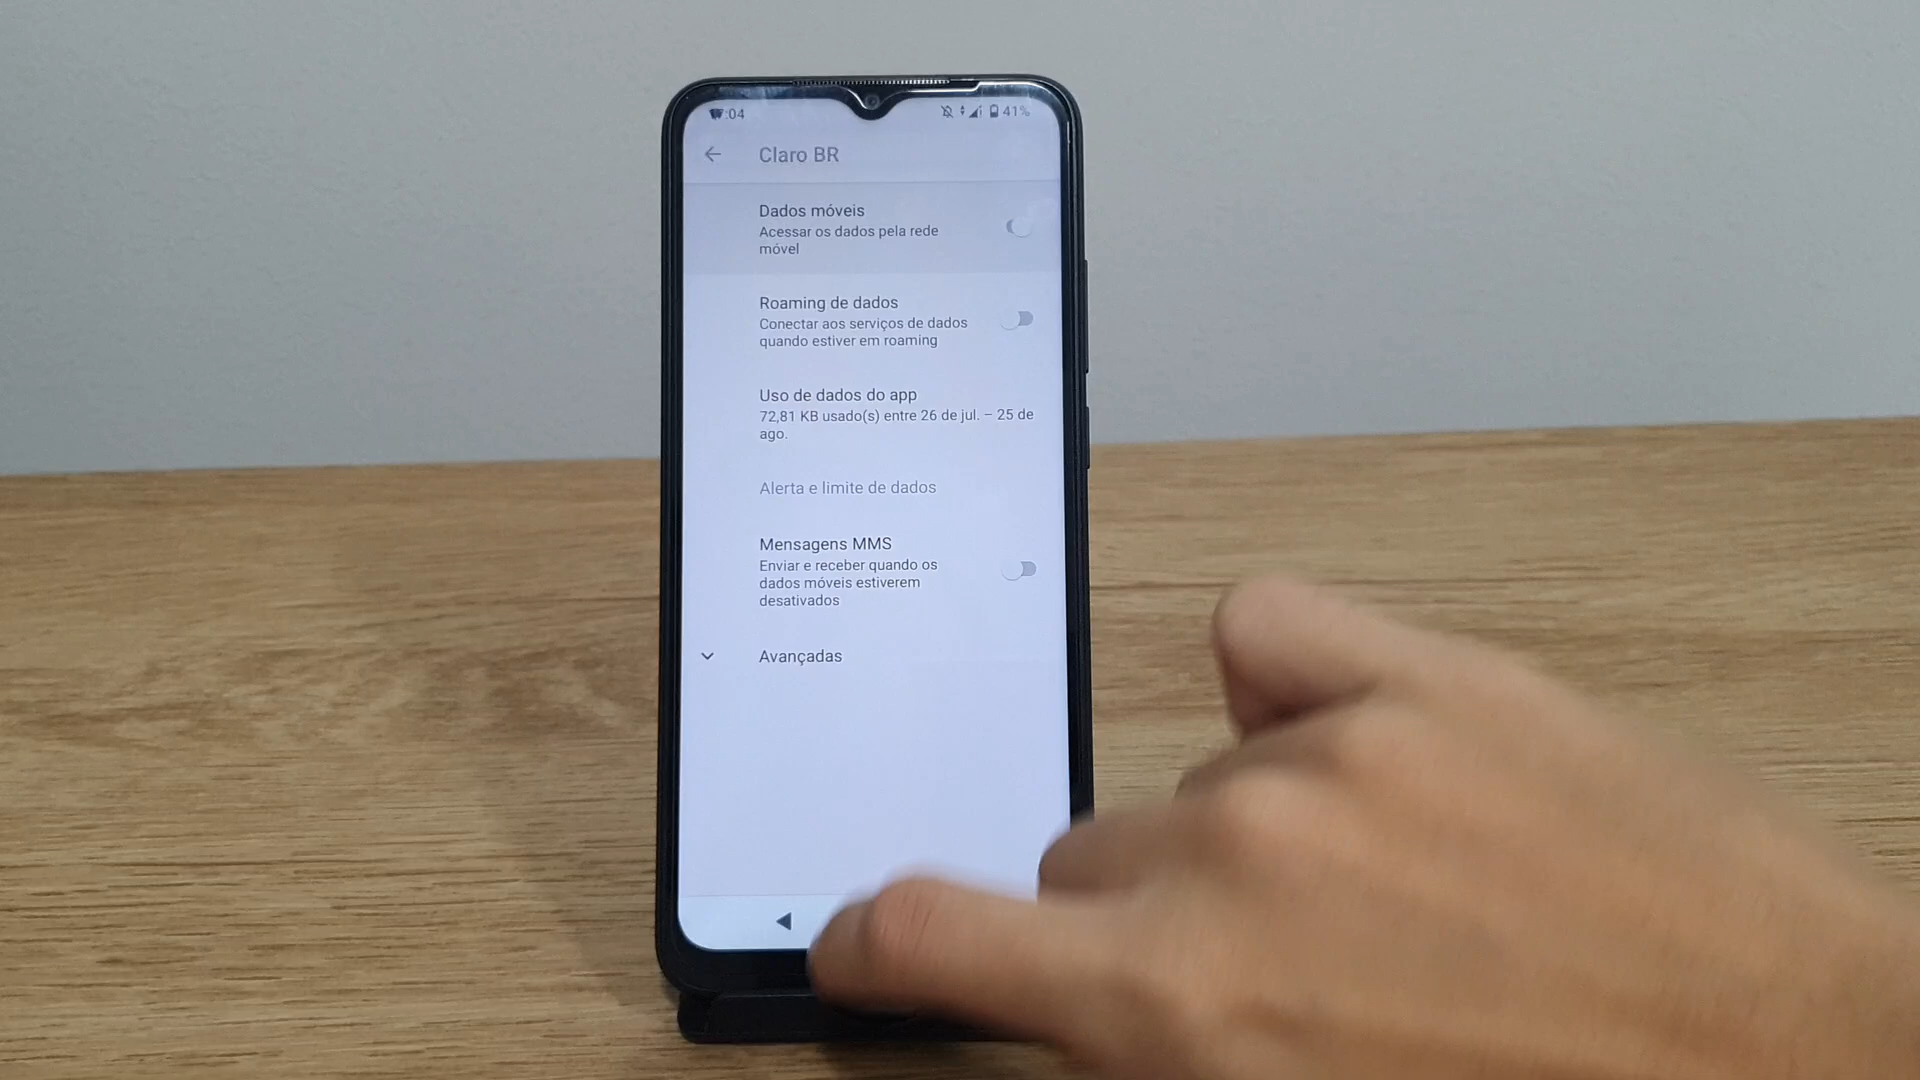 :04 41%
Claro BR
Dados móveis
Acessar os dados pela rede
móvel
Roaming de dados
Conectar aos serviços de dados
quando estiver em roaming
Uso de dados do app
72,81 KB usado(s) entre 26 de jul. – 25 de
ago.
Alerta e limite de dados
Mensagens MMS
Enviar e receber quando os
dados móveis estiverem
desativados
Avançadas